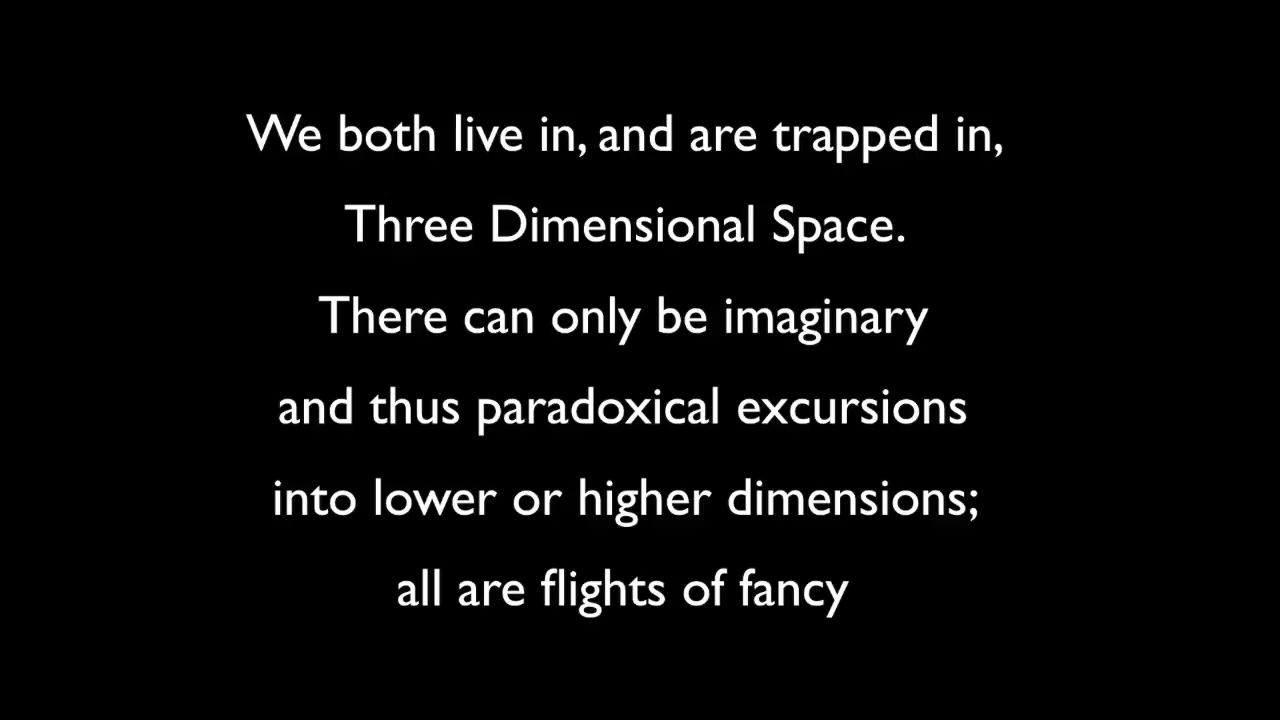 We both live in, and are trapped in,
Three Dimensional Space.
There can only be imaginary
and thus paradoxical excursions
into lower or higher dimensions;
all are flights of fancy